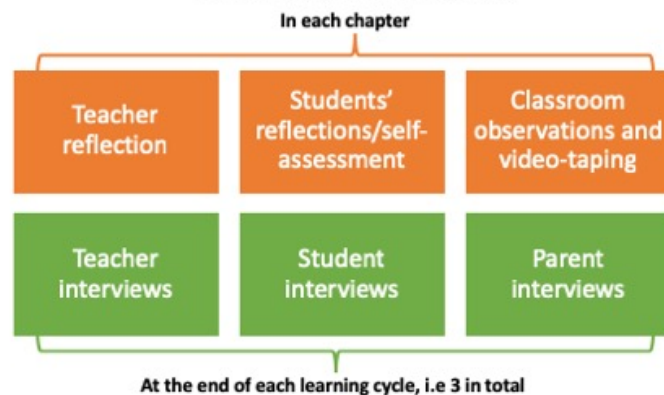 In each chapter
Teacher
reflection
Students'
reflections/self-
assessment
Classroom
observations and
video-taping
Teacher
interviews
Student
interviews
Parent
interviews
At the end of each learning cycle, i.e 3 in total